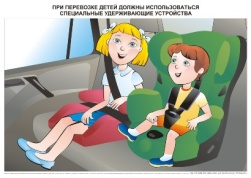 ПРИ ПЕРЕВОЗКЕ ДЕТЕЙ ДОЛЖНЫ ИСПОЛЬЗОВАТЬСЯ
СПЕЦИАЛЬНЫЕ УДЕРЖИВАЮЩИЕ УСТРОЙСТВА